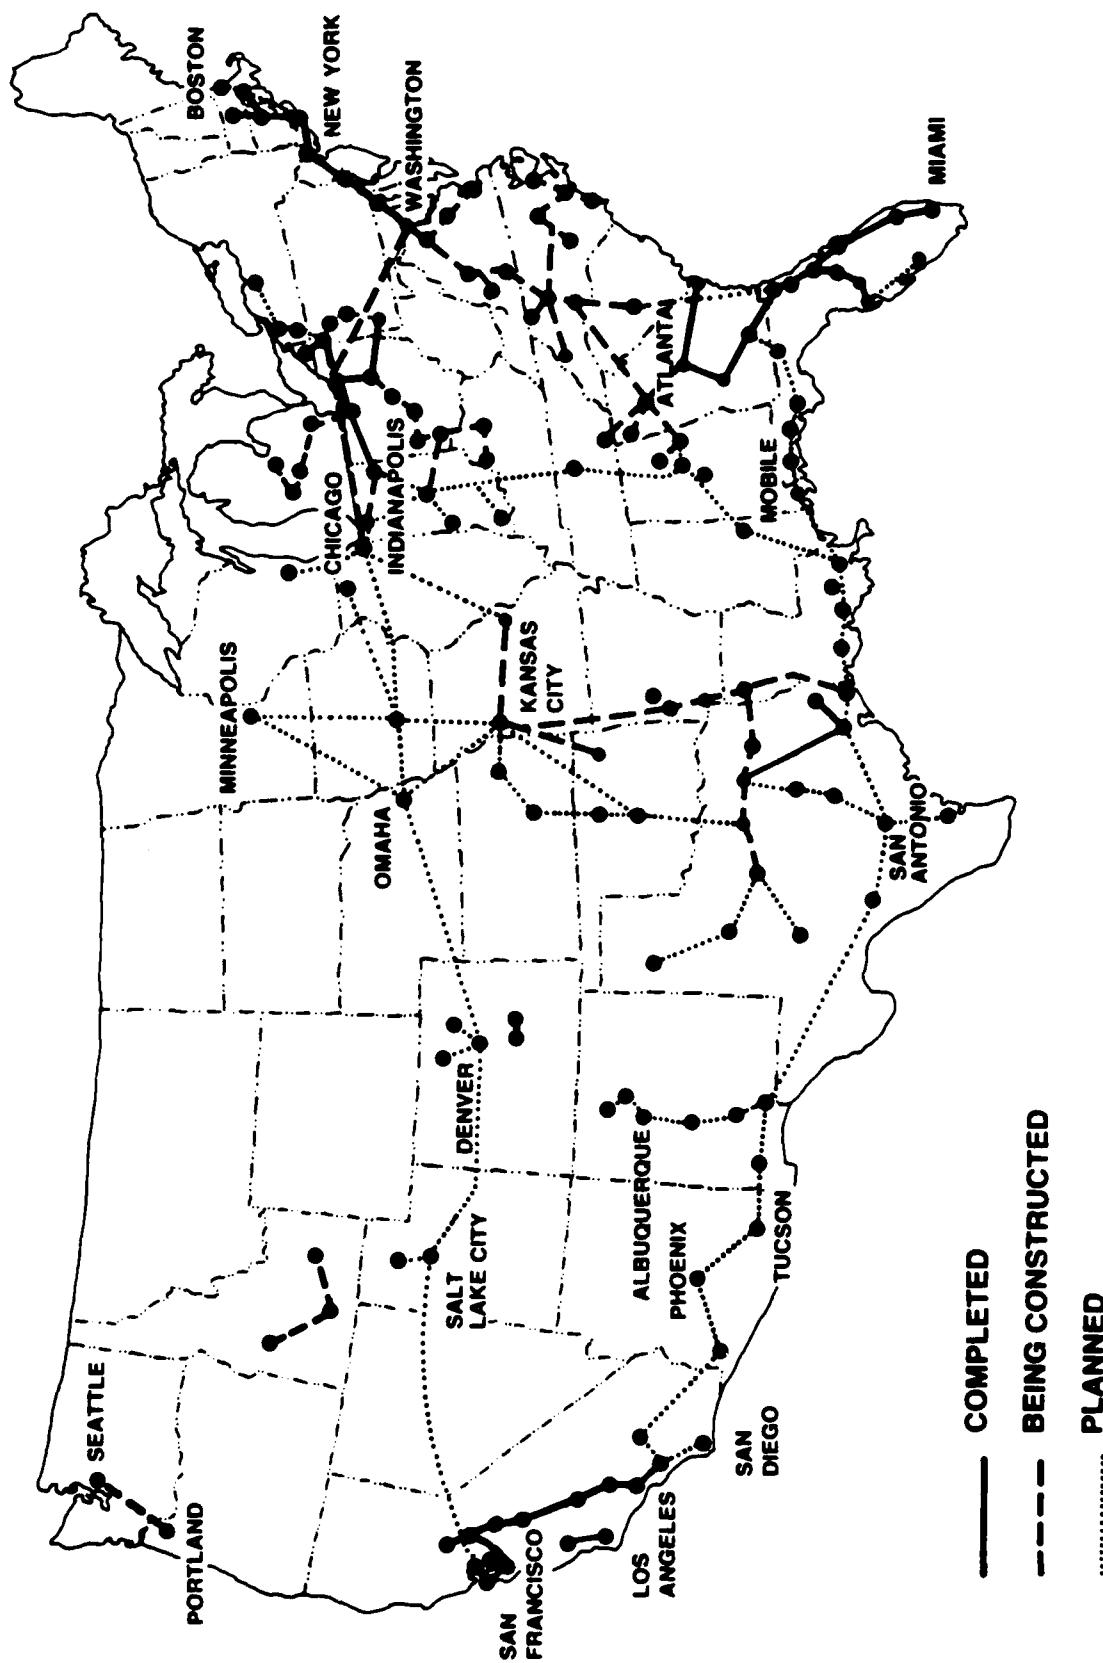 SEATTLE
PORTLAND
SAN
FRANCISCO
LOS
ANGELES
SAN
DIEGO
SALT
LAKE CITY
PHOENIX
TUCSON
ALBUQUERQUE
DENVER
OMAHA
MINNEAPOLIS
KANSAS
CITY
SAN
ANTONIO
CHICAGO
INDIANAPOLIS
MOBILE
ATLANTA
MIAMI
WASHINGTON
NEW YORK
BOSTON
COMPLETED
BEING CONSTRUCTED
PLANNED